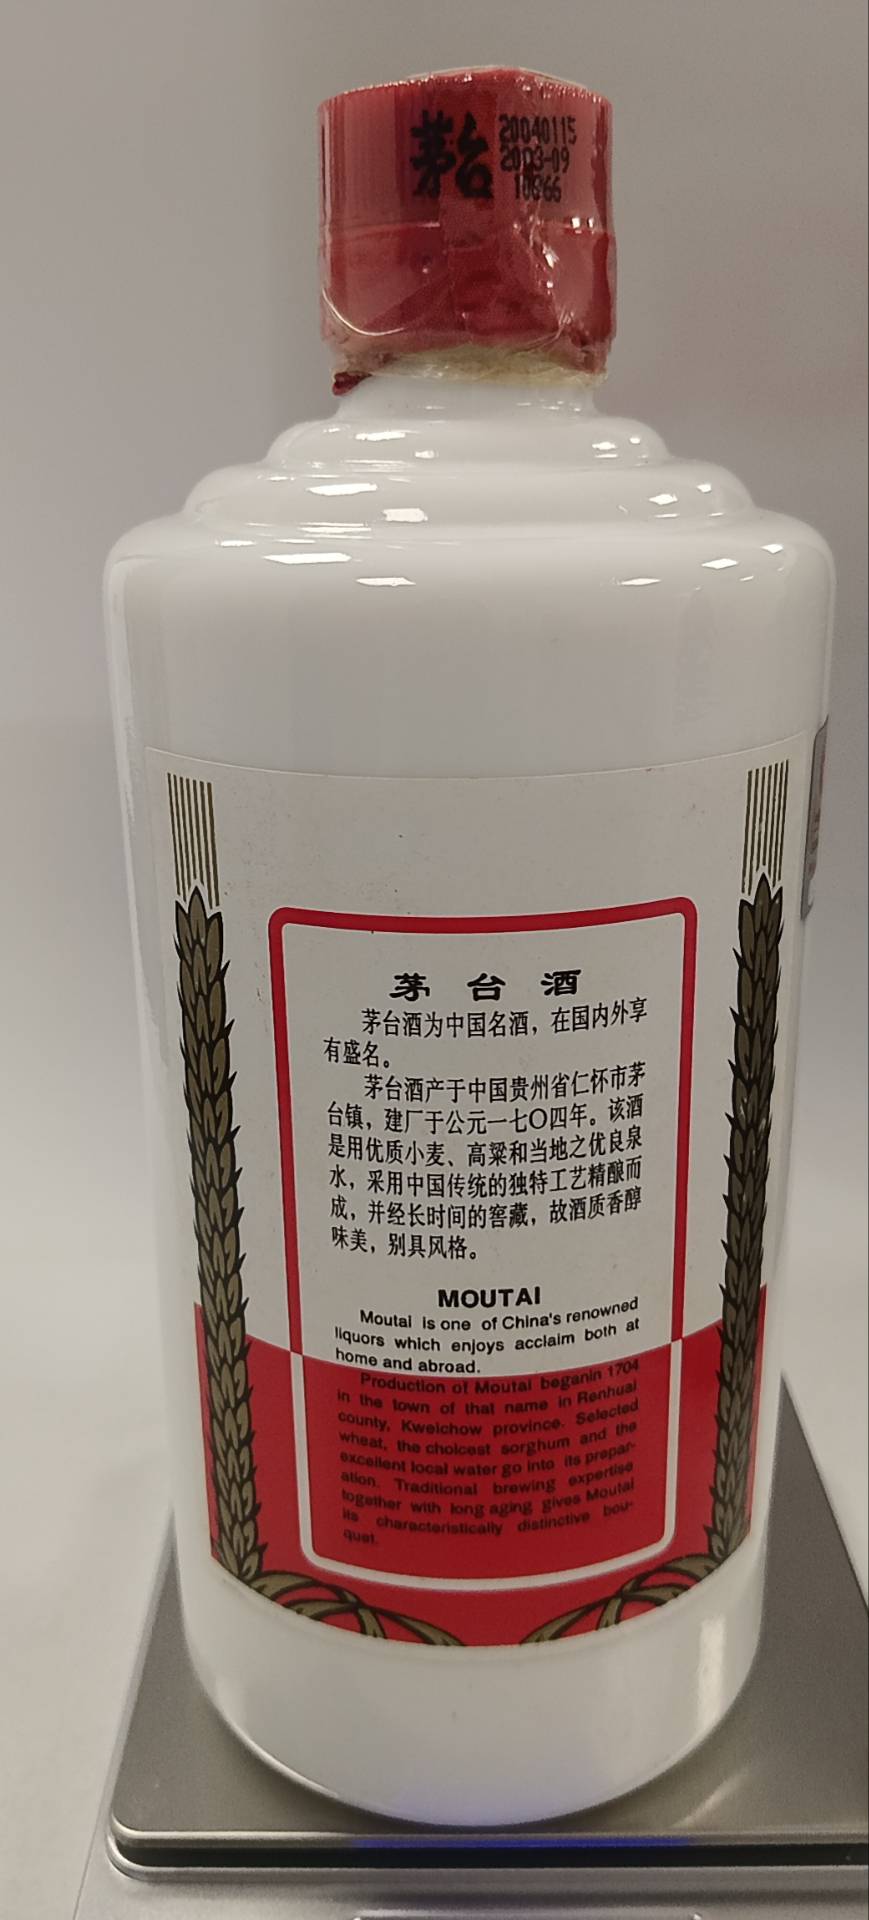 茅台
20040115
2003-09
10866
茅台酒
茅台酒为中国名酒，在国内外享
有盛名。
茅台酒产于中国贵州省仁怀市茅
台镇，建厂于公元一七〇四年。该酒
是用优质小麦、高粱和当地之优良泉
水，采用中国传统的独特工艺精酿而
成，并经长时间的窖藏，故酒质香醇
味美，别具风格。
MOUTAI
Moutai is one of China's renowned
liquors which enjoys acclaim both at
home and abroad.
Production of Moutai beganin 1704
in the town of that name in Renhuai
county, Kweichow province. Selected
wheat, the choicest sorghum and the
excellent local water go into its prepar-
ation. Traditional brewing expertise
together with long aging gives Moutai
its characteristically distinctive bou-
quet.